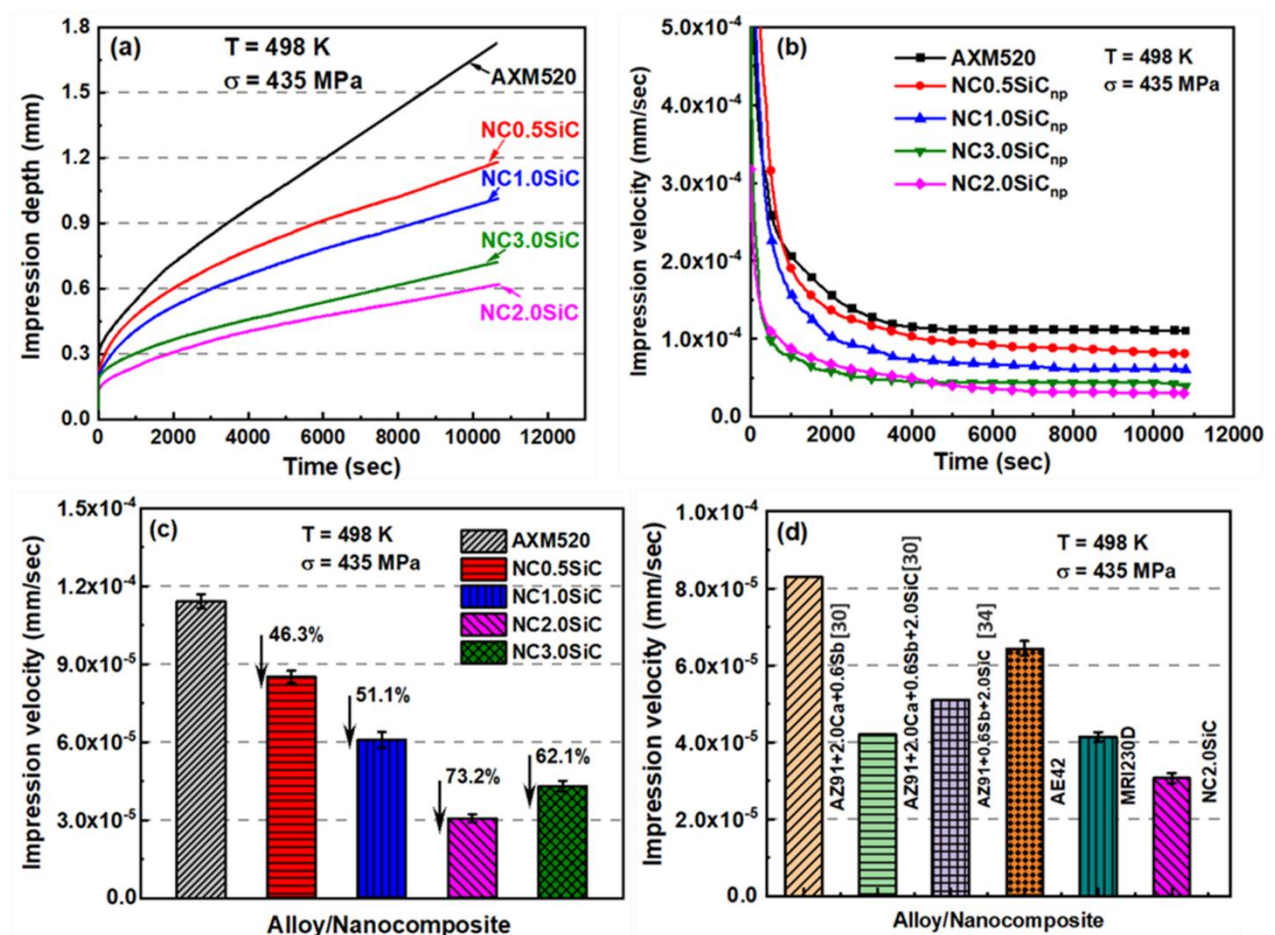 (a)
T = 498 K
σ = 435 MPa
AXM520
NC0.5SiC
NC1.0SiC
NC3.0SiC
NC2.0SiC
1.8
1.5
1.2
0.9
0.6
0.3
0.0
0 2000 4000 6000 8000 10000 12000
Impression depth (mm)
Time (sec)
(b)
AXM520
NC0.5SiCnp
NC1.0SiCnp
NC3.0SiCnp
NC2.0SiCnp
T = 498 K
σ = 435 MPa
5.0x10-4
4.0x10-4
3.0x10-4
2.0x10-4
1.0x10-4
0.0
0 2000 4000 6000 8000 10000 12000
Impression velocity (mm/sec)
Time (sec)
(c)
T = 498 K
σ = 435 MPa
AXM520
NC0.5SiC
NC1.0SiC
NC2.0SiC
NC3.0SiC
46.3%
51.1%
73.2%
62.1%
1.5x10-4
1.2x10-4
9.0x10-5
6.0x10-5
3.0x10-5
0.0
Impression velocity (mm/sec)
Alloy/Nanocomposite
(d)
T = 498 K
σ = 435 MPa
1.0x10-4
8.0x10-5
6.0x10-5
4.0x10-5
2.0x10-5
0.0
AZ91+2.0Ca+0.6Sb [30]
AZ91+2.0Ca+0.6Sb+2.0SiC[30]
AZ91+0.6Sb+2.0SiC [34]
AE42
MRI230D
NC2.0SiC
Impression velocity (mm/sec)
Alloy/Nanocomposite